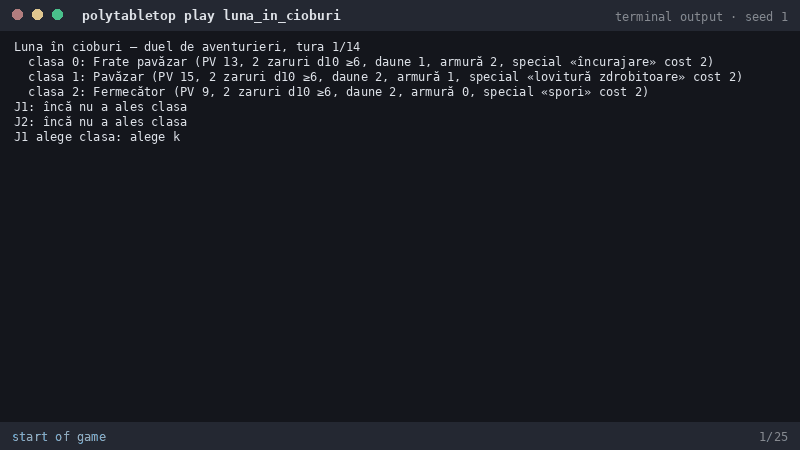 polytabletop play luna_in_cioburi
terminal output · seed 1
Luna în cioburi — duel de aventurieri, tura 1/14
clasa 0: Frate pavăzar (PV 13, 2 zaruri d10 ≥6, daune 1, armură 2, special «încurajare» cost 2)
clasa 1: Pavăzar (PV 15, 2 zaruri d10 ≥6, daune 2, armură 1, special «lovitură zdrobitoare» cost 2)
clasa 2: Fermecător (PV 9, 2 zaruri d10 ≥6, daune 2, armură 0, special «spori» cost 2)
J1: încă nu a ales clasa
J2: încă nu a ales clasa
J1 alege clasa: alege k
start of game
1/25